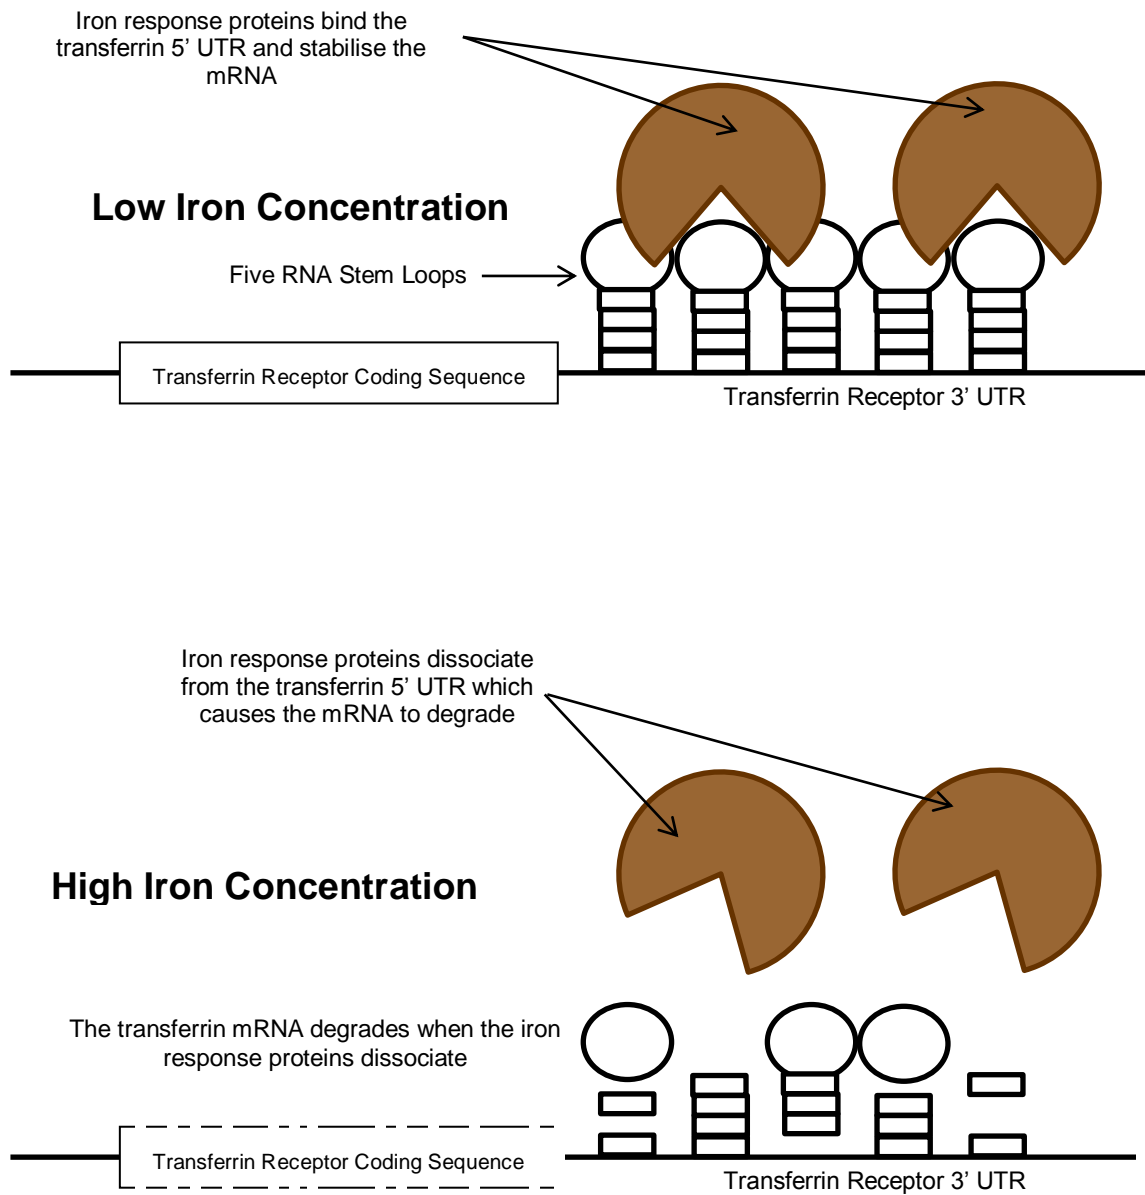 Iron response proteins bind the
transferrin 5’ UTR and stabilise the
mRNA
Low Iron Concentration
Five RNA Stem Loops
Transferrin Receptor Coding Sequence
Transferrin Receptor 3’ UTR
Iron response proteins dissociate
from the transferrin 5’ UTR which
causes the mRNA to degrade
High Iron Concentration
The transferrin mRNA degrades when the iron
response proteins dissociate
Transferrin Receptor Coding Sequence
Transferrin Receptor 3’ UTR